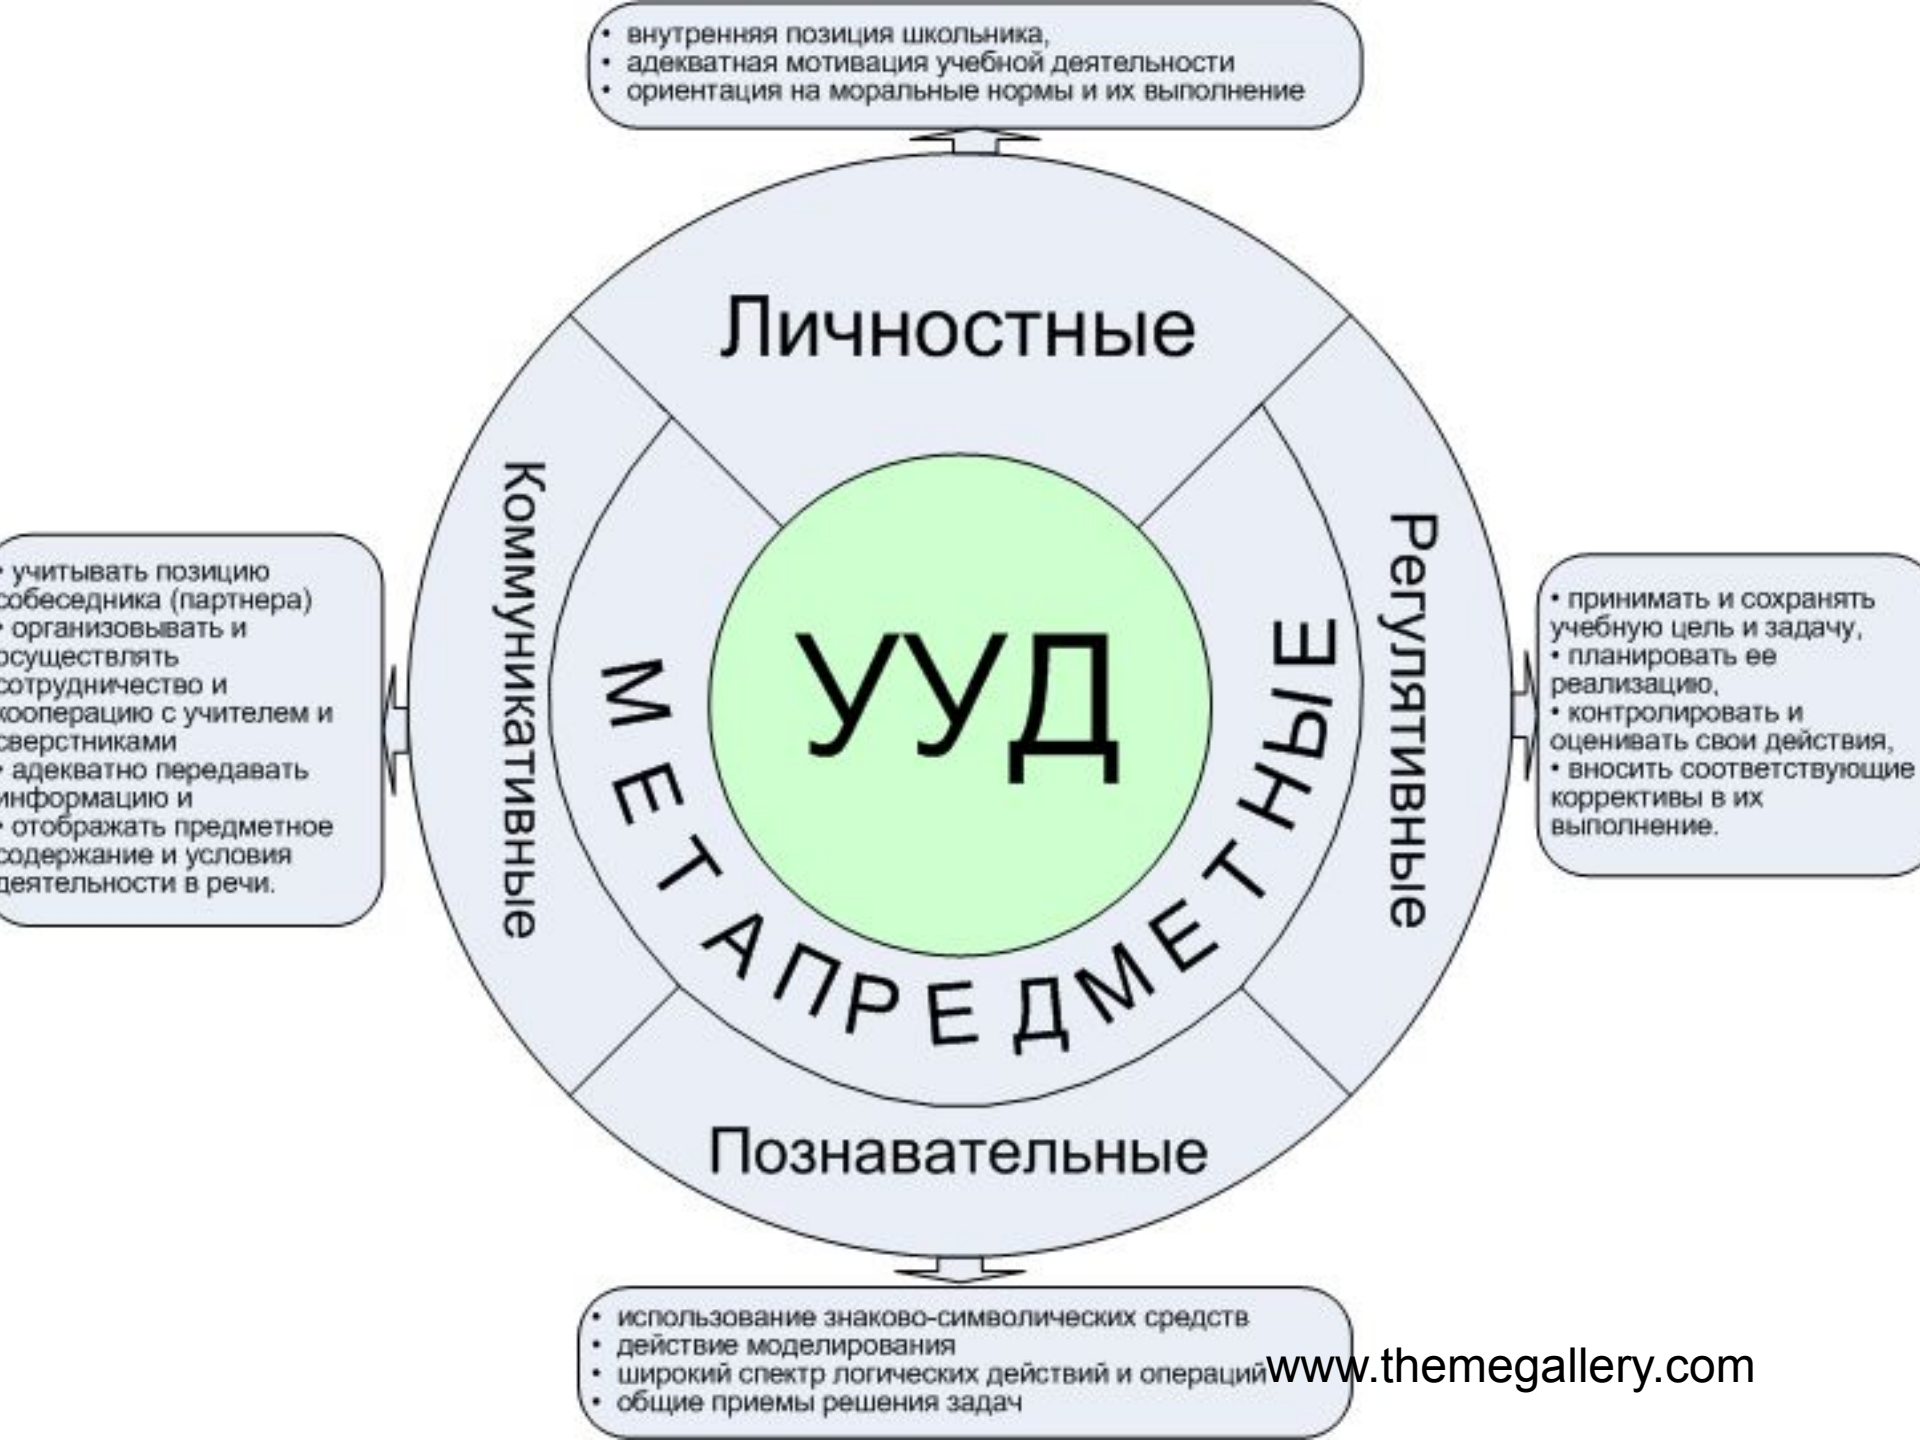 • внутренняя позиция школьника,
• адекватная мотивация учебной деятельности
• ориентация на моральные нормы и их выполнение
Личностные
Коммуникативные
Регулятивные
УУД
МЕТАПРЕДМЕТНЫЕ
Познавательные
• учитывать позицию
собеседника (партнера)
• организовывать и
осуществлять
сотрудничество и
кооперацию с учителем и
сверстниками
• адекватно передавать
информацию и
• отображать предметное
содержание и условия
деятельности в речи.
• принимать и сохранять
учебную цель и задачу,
• планировать ее
реализацию,
• контролировать и
оценивать свои действия,
• вносить соответствующие
коррективы в их
выполнение.
• использование знаково-символических средств
• действие моделирования
• широкий спектр логических действий и операций
• общие приемы решения задач
www.themegallery.com